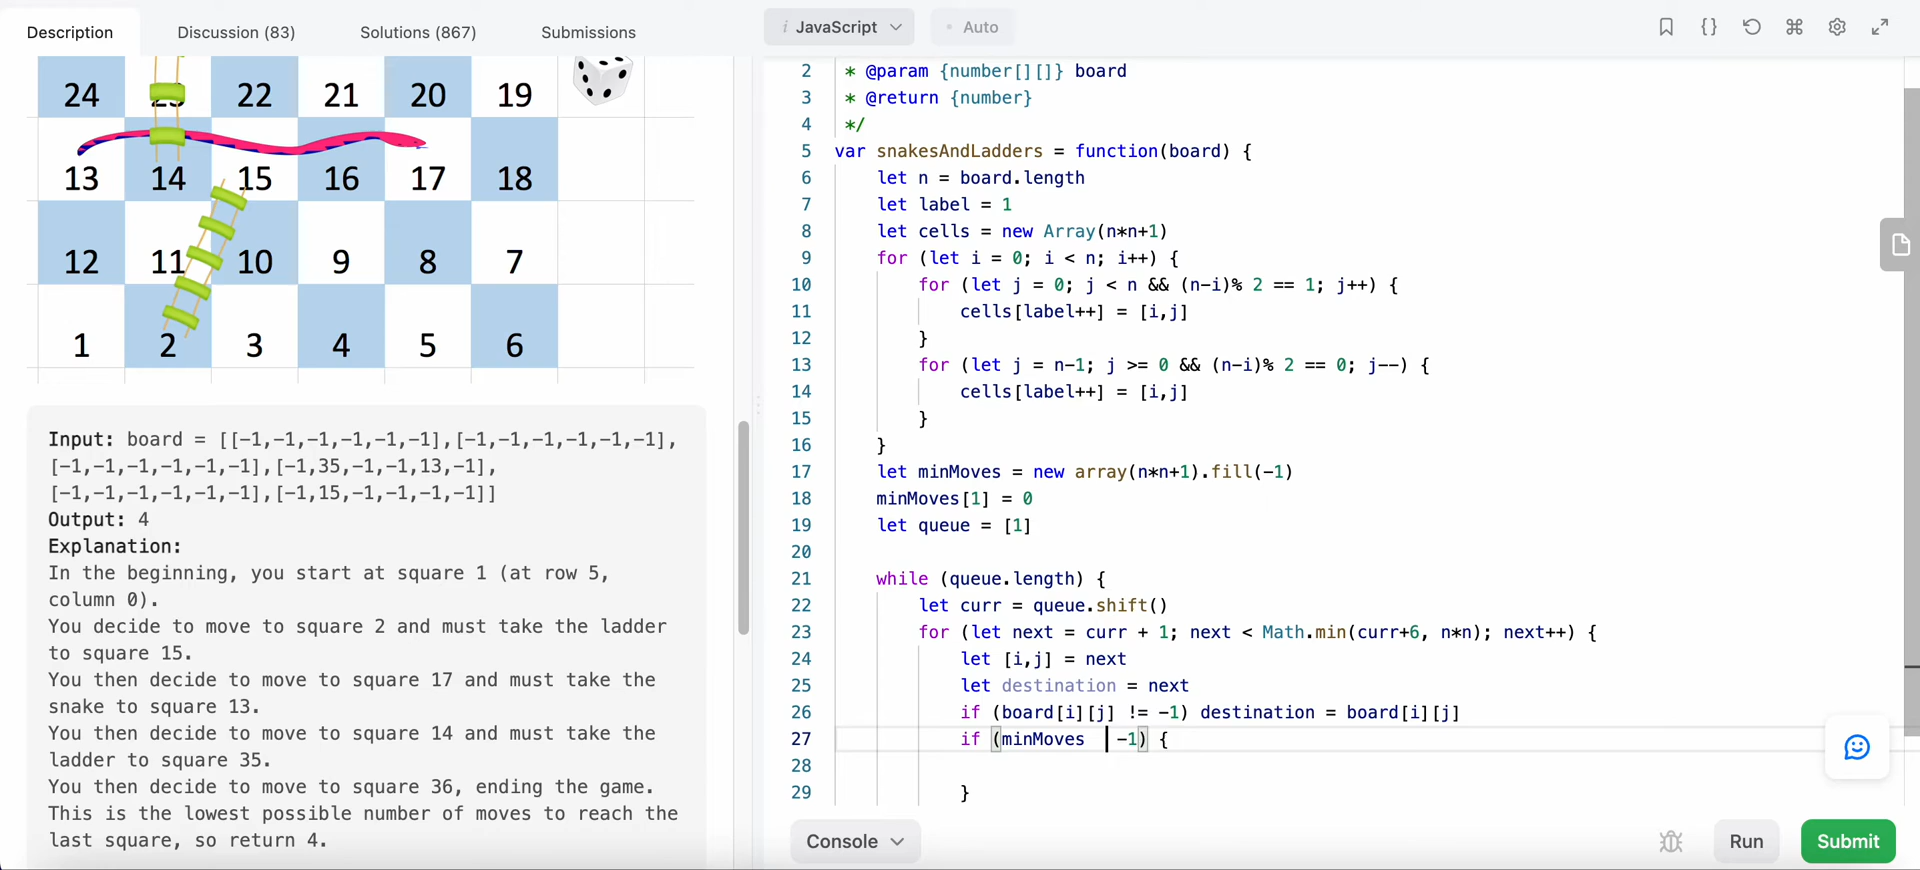 Description Discussion (83) Solutions (867) Submissions
24 23 22 21 20 19
13 14 15 16 17 18
12 11 10 9 8 7
1 2 3 4 5 6
Input: board = [[-1,-1,-1,-1,-1,-1],[-1,-1,-1,-1,-1,-1],
[-1,-1,-1,-1,-1,-1],[-1,35,-1,-1,13,-1],
[-1,-1,-1,-1,-1,-1],[-1,15,-1,-1,-1,-1]]
Output: 4
Explanation:
In the beginning, you start at square 1 (at row 5,
column 0).
You decide to move to square 2 and must take the ladder
to square 15.
You then decide to move to square 17 and must take the
snake to square 13.
You then decide to move to square 14 and must take the
ladder to square 35.
You then decide to move to square 36, ending the game.
This is the lowest possible number of moves to reach the
last square, so return 4.
i JavaScript Auto
2 * @param {number[][]} board
3 * @return {number}
4 */
5 var snakesAndLadders = function(board) {
6 let n = board.length
7 let label = 1
8 let cells = new Array(n*n+1)
9 for (let i = 0; i < n; i++) {
10 for (let j = 0; j < n && (n-i)% 2 == 1; j++) {
11 cells[label++] = [i,j]
12 }
13 for (let j = n-1; j >= 0 && (n-i)% 2 == 0; j--) {
14 cells[label++] = [i,j]
15 }
16 }
17 let minMoves = new array(n*n+1).fill(-1)
18 minMoves[1] = 0
19 let queue = [1]
20
21 while (queue.length) {
22 let curr = queue.shift()
23 for (let next = curr + 1; next < Math.min(curr+6, n*n); next++) {
24 let [i,j] = next
25 let destination = next
26 if (board[i][j] != -1) destination = board[i][j]
27 if (minMoves -1) {
28
29 }
Console Run Submit